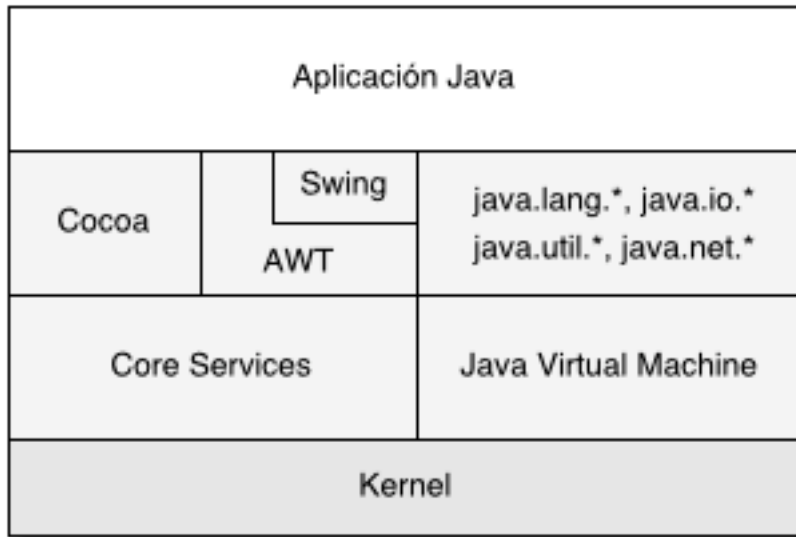 Aplicación Java
Cocoa
Swing
AWT
java.lang.*, java.io.*
java.util.*, java.net.*
Core Services
Java Virtual Machine
Kernel